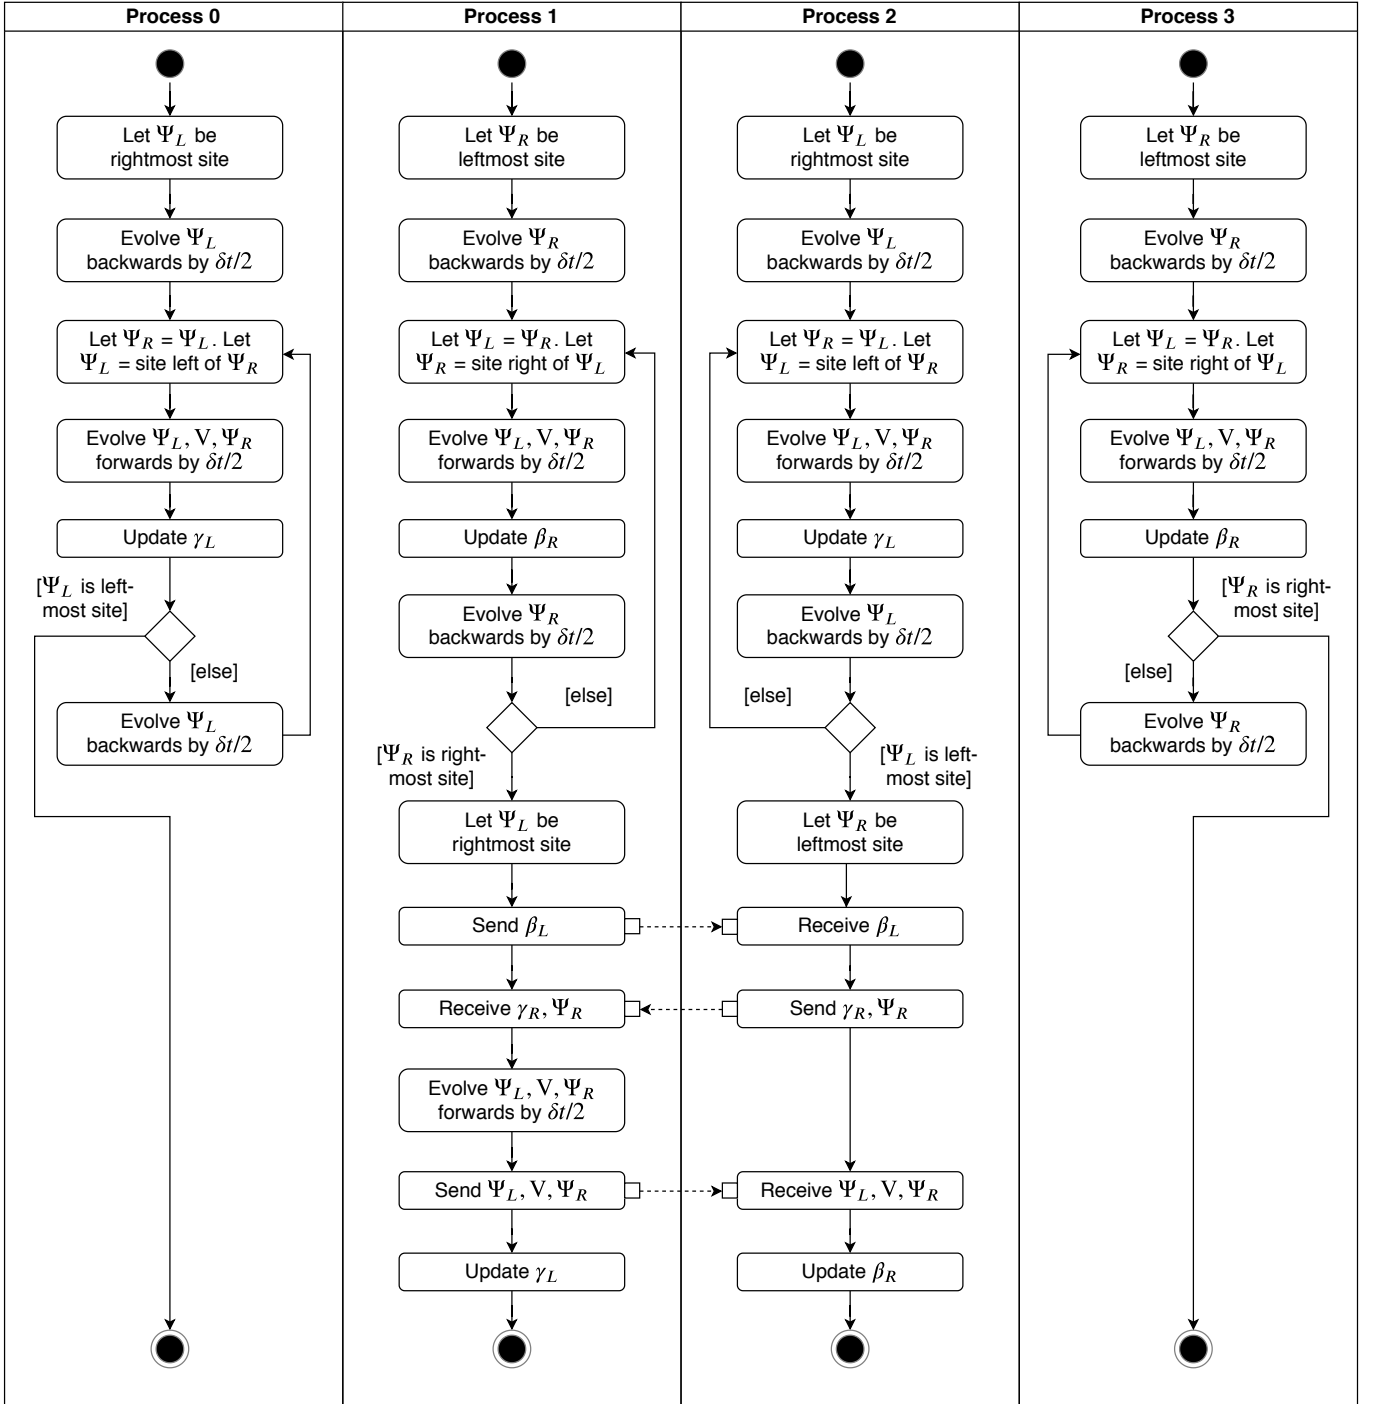 Process 0
Process 1
Process 2
Process 3
Let Ψ_L be
rightmost site
Evolve Ψ_L
backwards by δt/2
Let Ψ_R = Ψ_L. Let
Ψ_L = site left of Ψ_R
Evolve Ψ_L, V, Ψ_R
forwards by δt/2
Update γ_L
[Ψ_L is left-
most site]
[else]
Evolve Ψ_L
backwards by δt/2
Let Ψ_R be
leftmost site
Evolve Ψ_R
backwards by δt/2
Let Ψ_L = Ψ_R. Let
Ψ_R = site right of Ψ_L
Evolve Ψ_L, V, Ψ_R
forwards by δt/2
Update β_R
Evolve Ψ_R
backwards by δt/2
[else]
[Ψ_R is right-
most site]
Let Ψ_L be
rightmost site
Send β_L
Receive γ_R, Ψ_R
Evolve Ψ_L, V, Ψ_R
forwards by δt/2
Send Ψ_L, V, Ψ_R
Update γ_L
Let Ψ_L be
rightmost site
Evolve Ψ_L
backwards by δt/2
Let Ψ_R = Ψ_L. Let
Ψ_L = site left of Ψ_R
Evolve Ψ_L, V, Ψ_R
forwards by δt/2
Update γ_L
Evolve Ψ_L
backwards by δt/2
[else]
[Ψ_L is left-
most site]
Let Ψ_R be
leftmost site
Receive β_L
Send γ_R, Ψ_R
Receive Ψ_L, V, Ψ_R
Update β_R
Let Ψ_R be
leftmost site
Evolve Ψ_R
backwards by δt/2
Let Ψ_L = Ψ_R. Let
Ψ_R = site right of Ψ_L
Evolve Ψ_L, V, Ψ_R
forwards by δt/2
Update β_R
[Ψ_R is right-
most site]
[else]
Evolve Ψ_R
backwards by δt/2